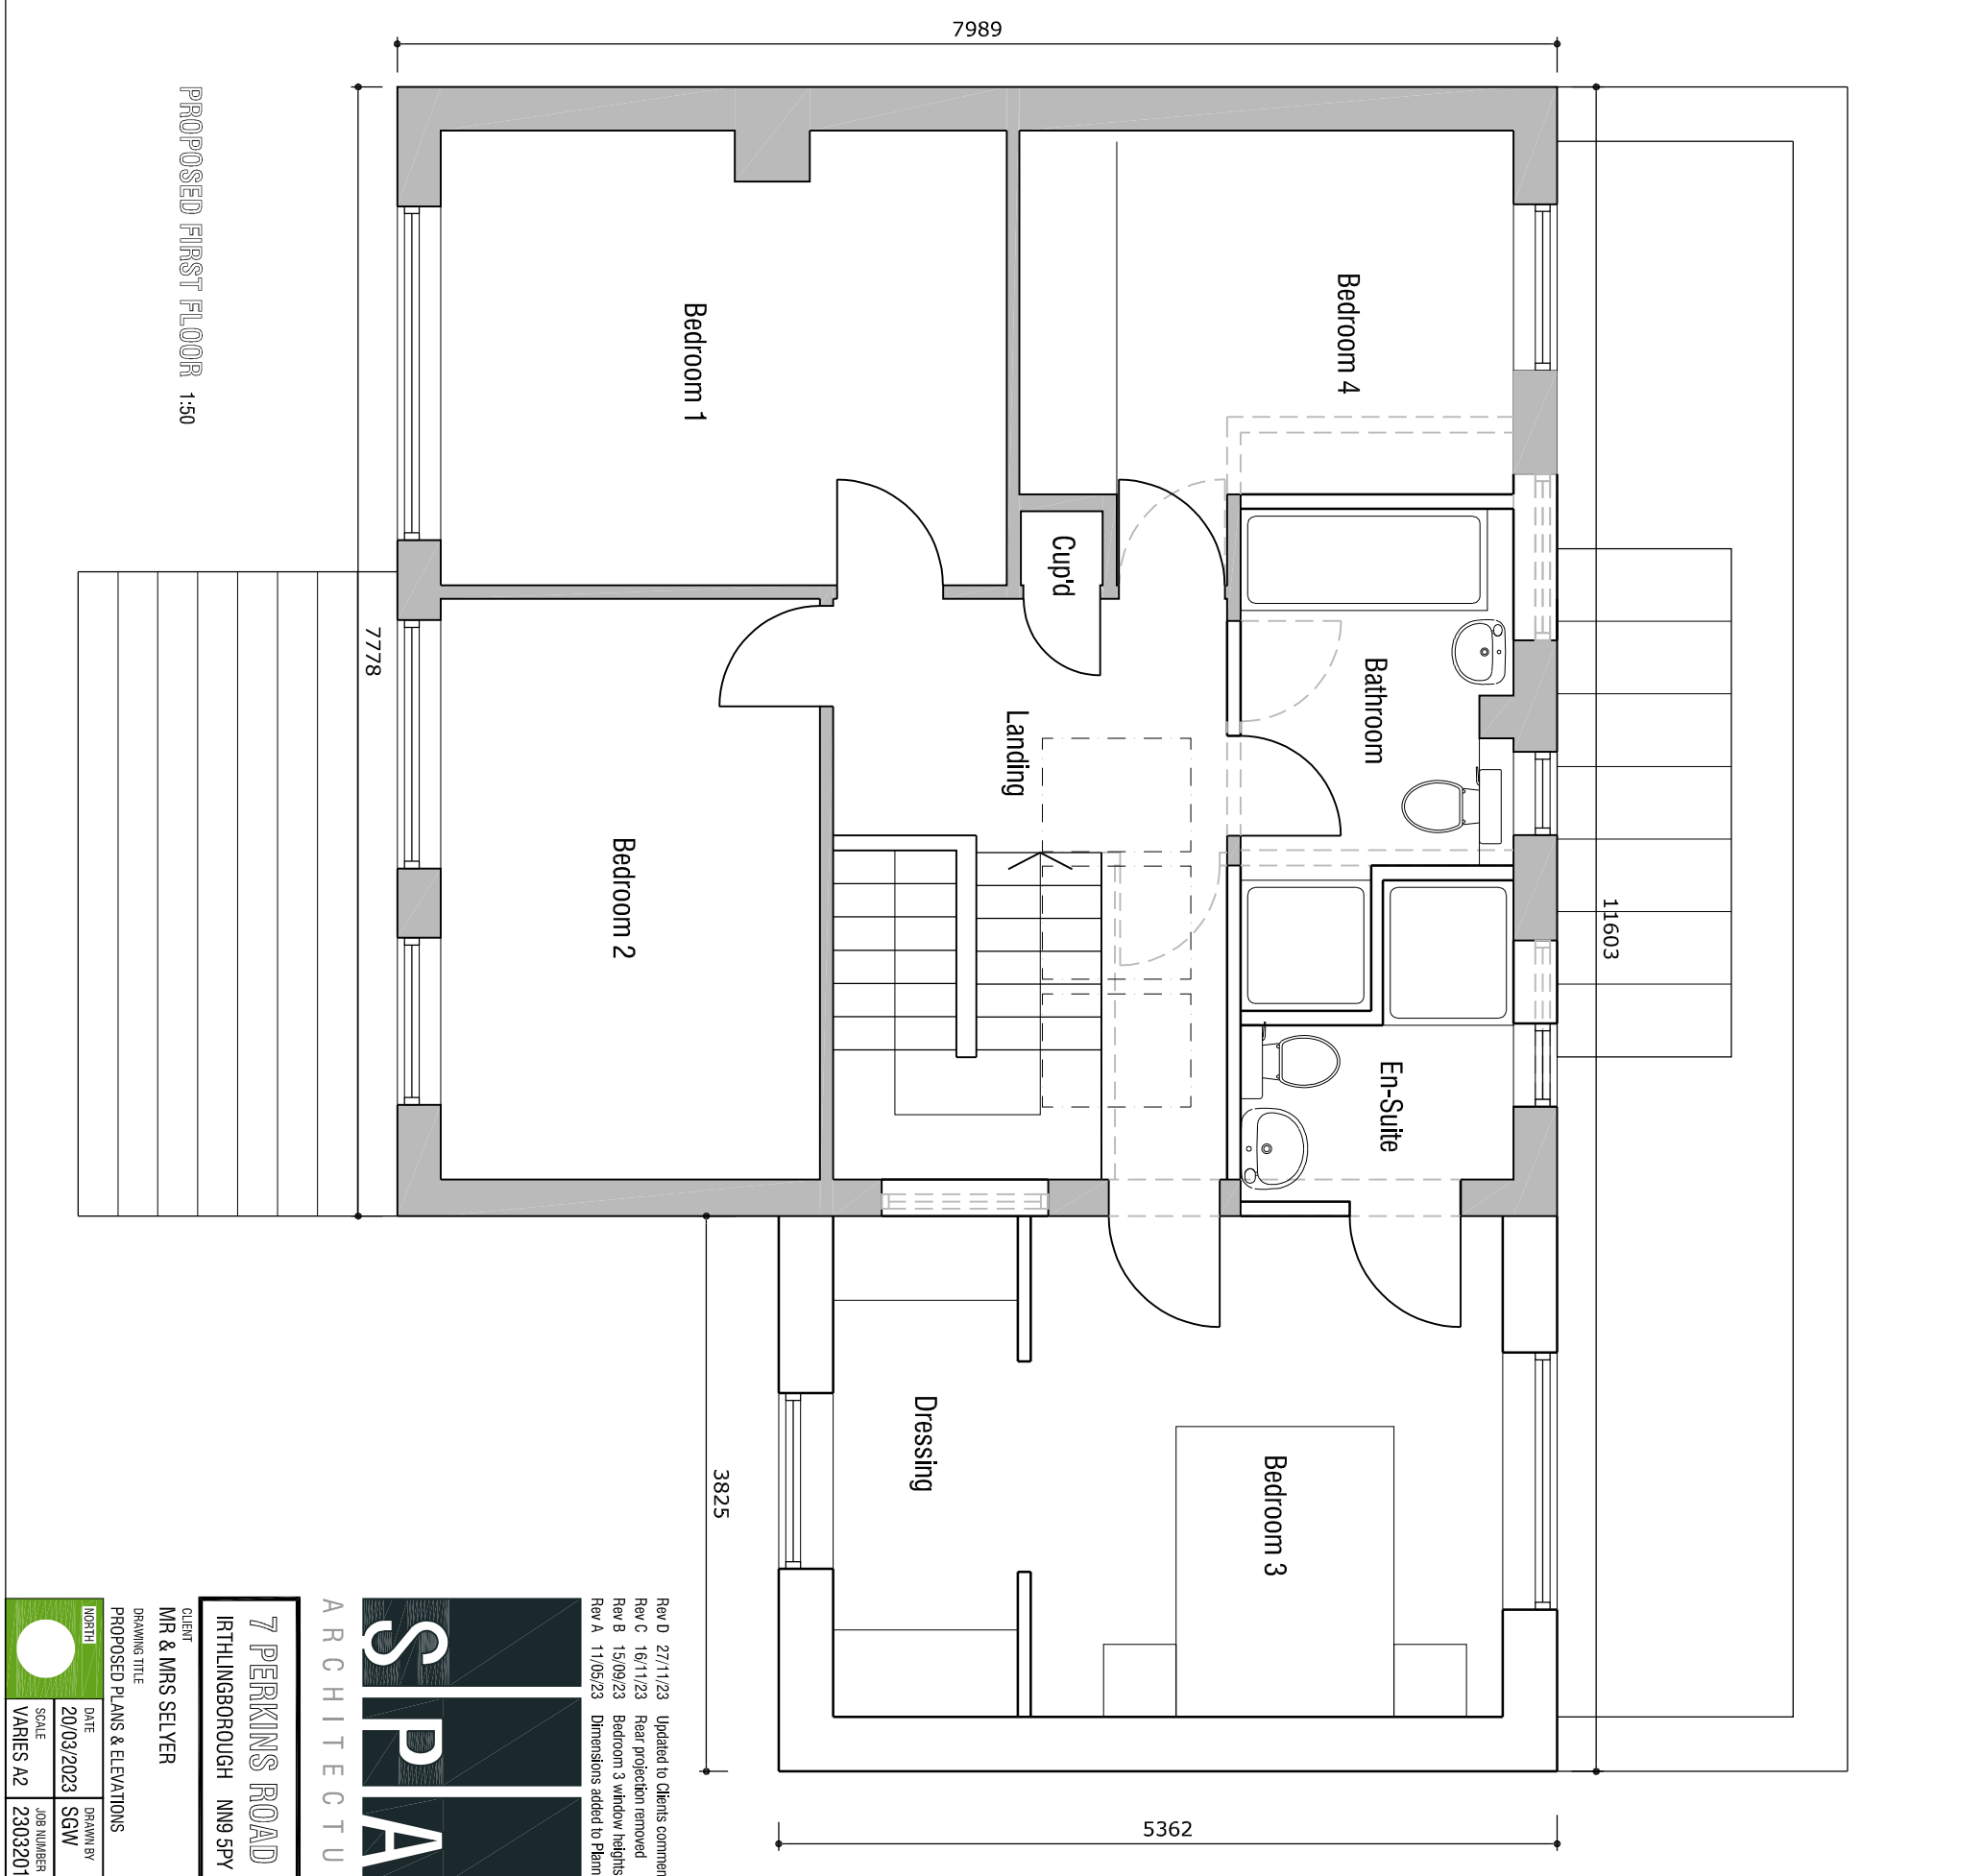 7989
Bedroom 4
Bedroom 1
Cup'd
Bathroom
Landing
Bedroom 2
En-Suite
Dressing
Bedroom 3
7778
11603
3825
5362
PROPOSED FIRST FLOOR 1:50
Rev D 27/11/23 Updated to Clients
Rev C 16/11/23 Rear projection removed
Rev B 15/09/23 Bedroom 3 window heights
Rev A 11/05/23 Dimensions added to
S P A
ARCHITECTU
7 PERKINS ROAD
IRTHLINGBOROUGH NN9 5PY
CLIENT
MR & MRS SELYER
DRAWING TITLE
PROPOSED PLANS & ELEVATIONS
NORTH
DATE
20/03/2023
DRAWN BY
SGW
SCALE
VARIES A2
JOB NUMBER
2303201